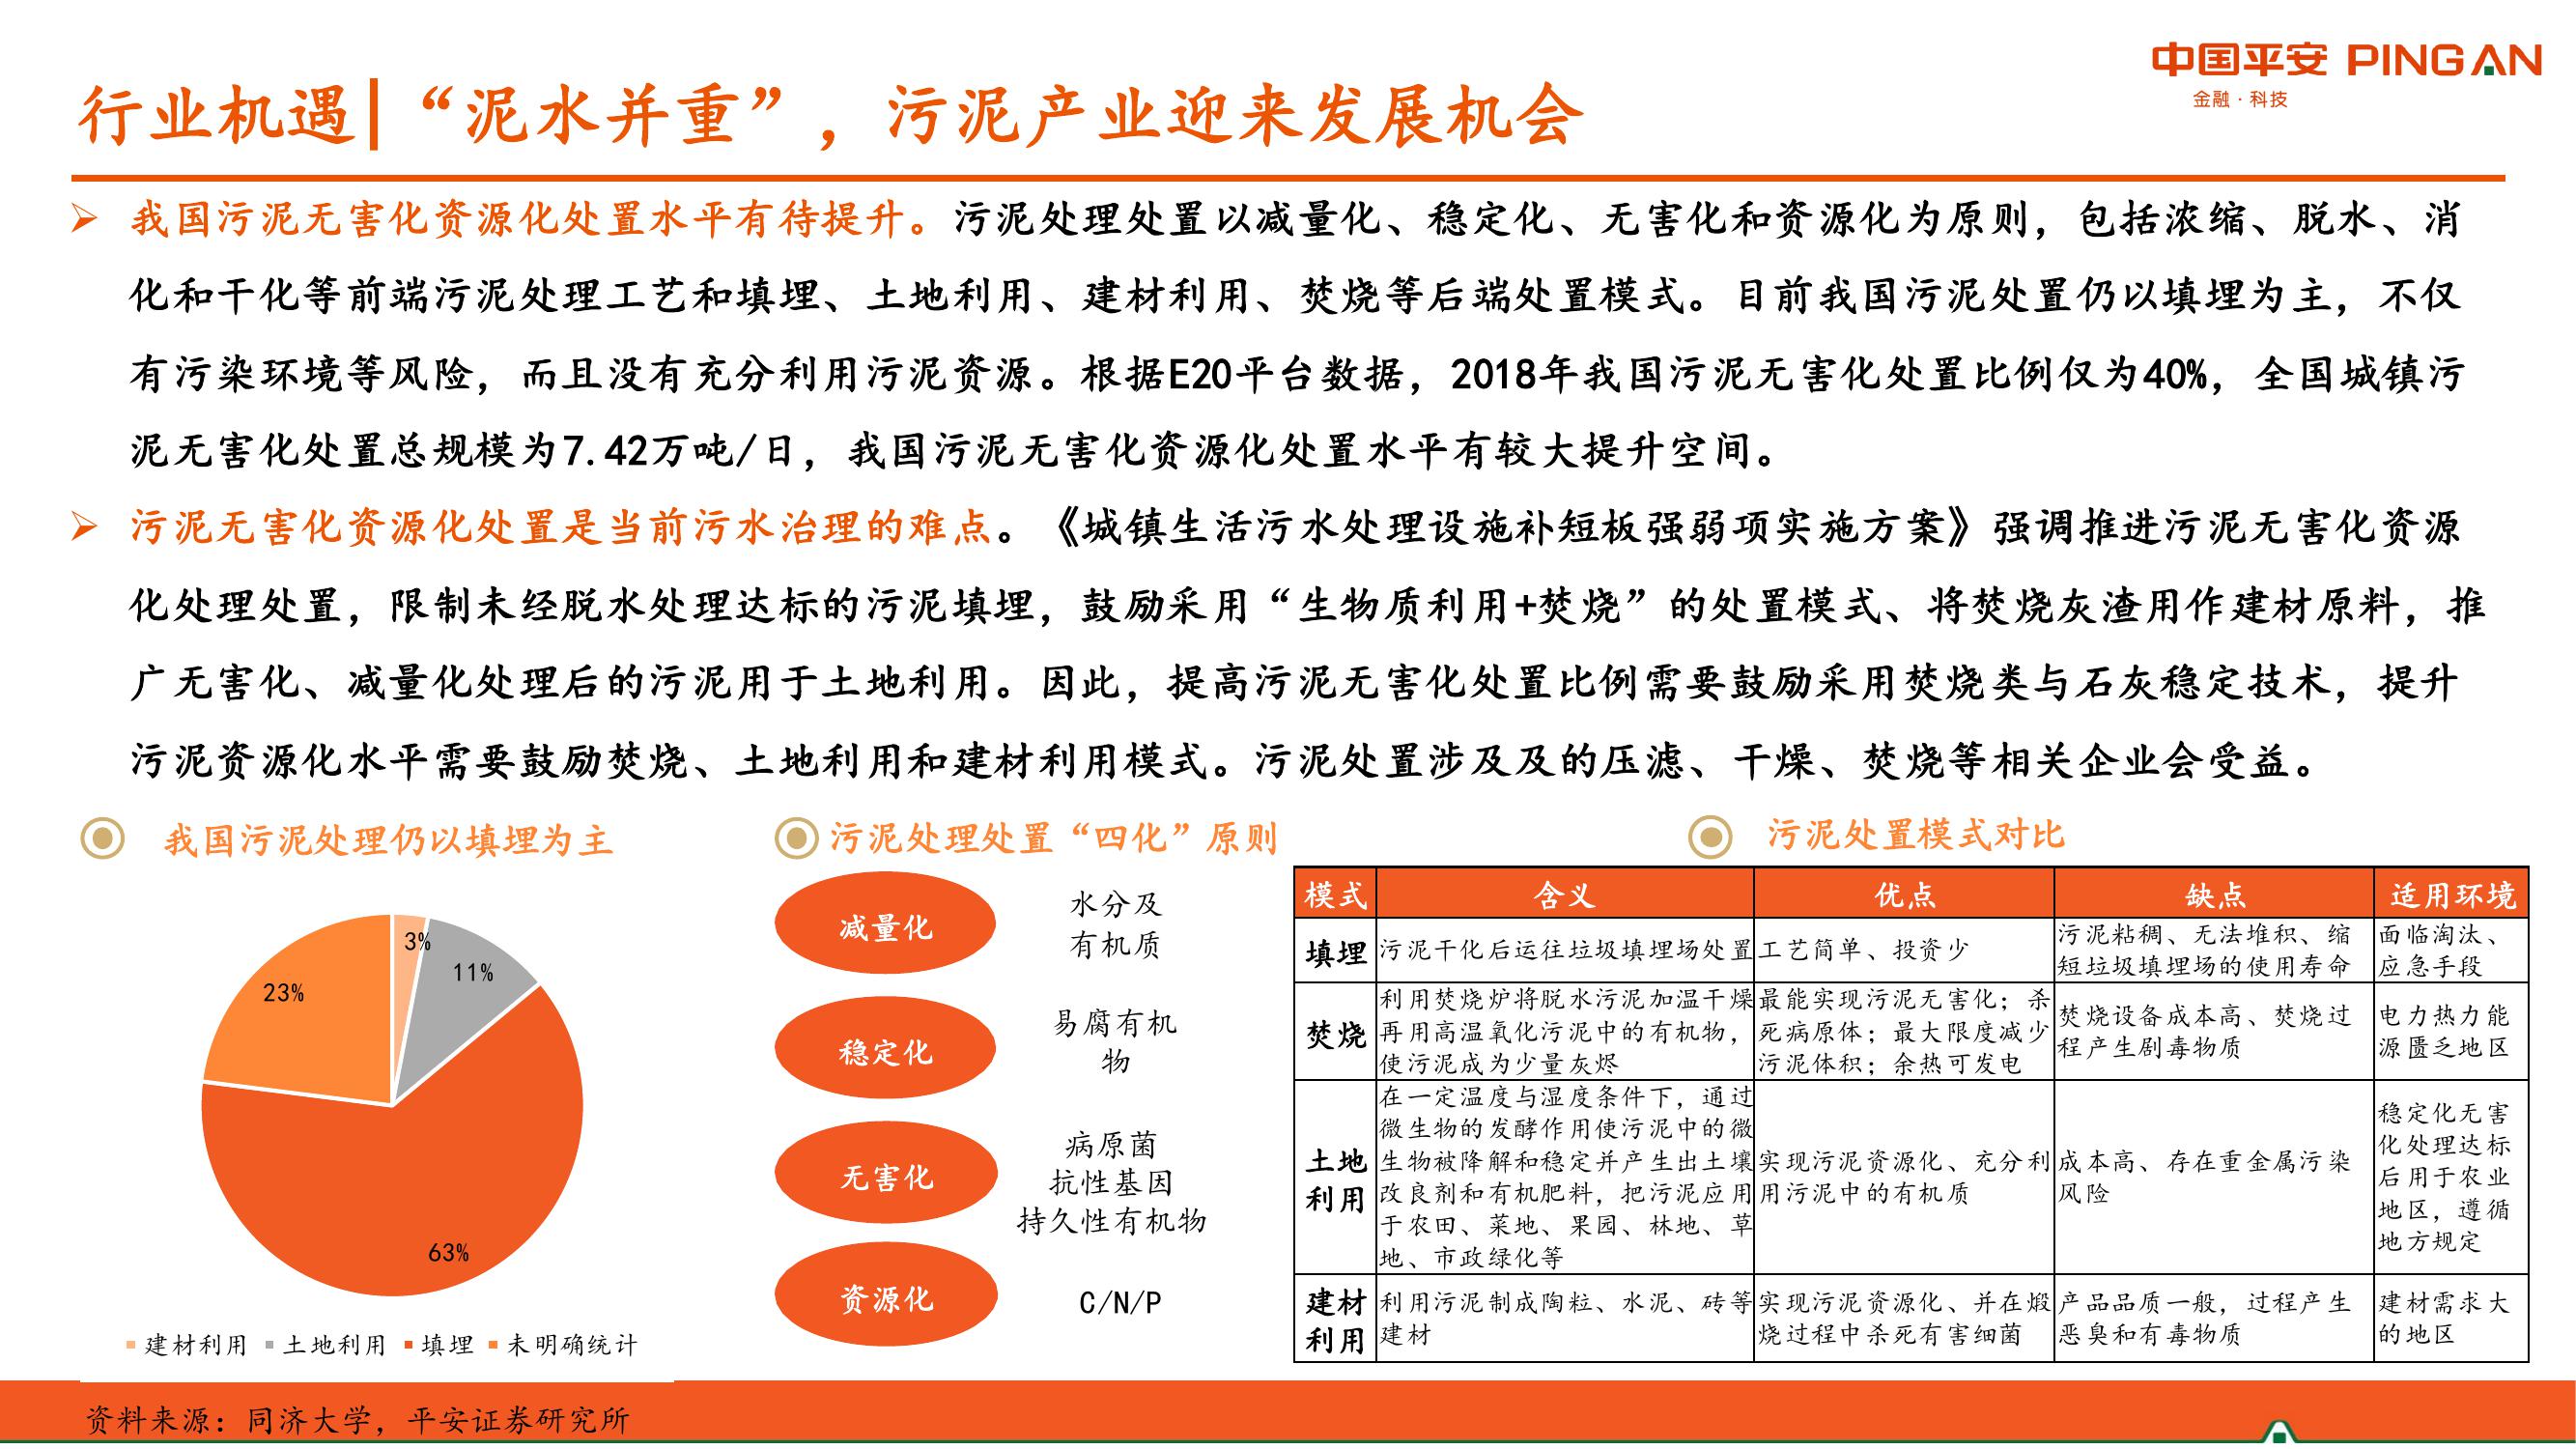 中国平安 PINGAN
金融·科技
行业机遇|“泥水并重”，污泥产业迎来发展机会
➢ 我国污泥无害化资源化处置水平有待提升。污泥处理处置以减量化、稳定化、无害化和资源化为原则，包括浓缩、脱水、消
化和干化等前端污泥处理工艺和填埋、土地利用、建材利用、焚烧等后端处置模式。目前我国污泥处置仍以填埋为主，不仅
有污染环境等风险，而且没有充分利用污泥资源。根据E20平台数据，2018年我国污泥无害化处置比例仅为40%，全国城镇污
泥无害化处置总规模为7.42万吨/日，我国污泥无害化资源化处置水平有较大提升空间。
➢ 污泥无害化资源化处置是当前污水治理的难点。《城镇生活污水处理设施补短板强弱项实施方案》强调推进污泥无害化资源
化处理处置，限制未经脱水处理达标的污泥填埋，鼓励采用“生物质利用+焚烧”的处置模式、将焚烧灰渣用作建材原料，推
广无害化、减量化处理后的污泥用于土地利用。因此，提高污泥无害化处置比例需要鼓励采用焚烧类与石灰稳定技术，提升
污泥资源化水平需要鼓励焚烧、土地利用和建材利用模式。污泥处置涉及及的压滤、干燥、焚烧等相关企业会受益。
我国污泥处理仍以填埋为主
3%
11%
23%
63%
建材利用 土地利用 填埋 未明确统计
污泥处理处置“四化”原则
减量化
水分及
有机质
稳定化
易腐有机
物
无害化
病原菌
抗性基因
持久性有机物
资源化
C/N/P
污泥处置模式对比
模式 含义 优点 缺点 适用环境
填埋
污泥干化后运往垃圾填埋场处置
工艺简单、投资少
污泥粘稠、无法堆积、缩
短垃圾填埋场的使用寿命
面临淘汰、
应急手段
焚烧
利用焚烧炉将脱水污泥加温干燥
再用高温氧化污泥中的有机物，
使污泥成为少量灰烬
最能实现污泥无害化；杀
死病原体；最大限度减少
污泥体积；余热可发电
焚烧设备成本高、焚烧过
程产生剧毒物质
电力热力能
源匮乏地区
土地
利用
在一定温度与湿度条件下，通过
微生物的发酵作用使污泥中的微
生物被降解和稳定并产生出土壤
改良剂和有机肥料，把污泥应用
于农田、菜地、果园、林地、草
地、市政绿化等
实现污泥资源化、充分利
用污泥中的有机质
成本高、存在重金属污染
风险
稳定化无害
化处理达标
后用于农业
地区，遵循
地方规定
建材
利用
利用污泥制成陶粒、水泥、砖等
建材
实现污泥资源化、并在煅
烧过程中杀死有害细菌
产品品质一般，过程产生
恶臭和有毒物质
建材需求大
的地区
资料来源：同济大学，平安证券研究所